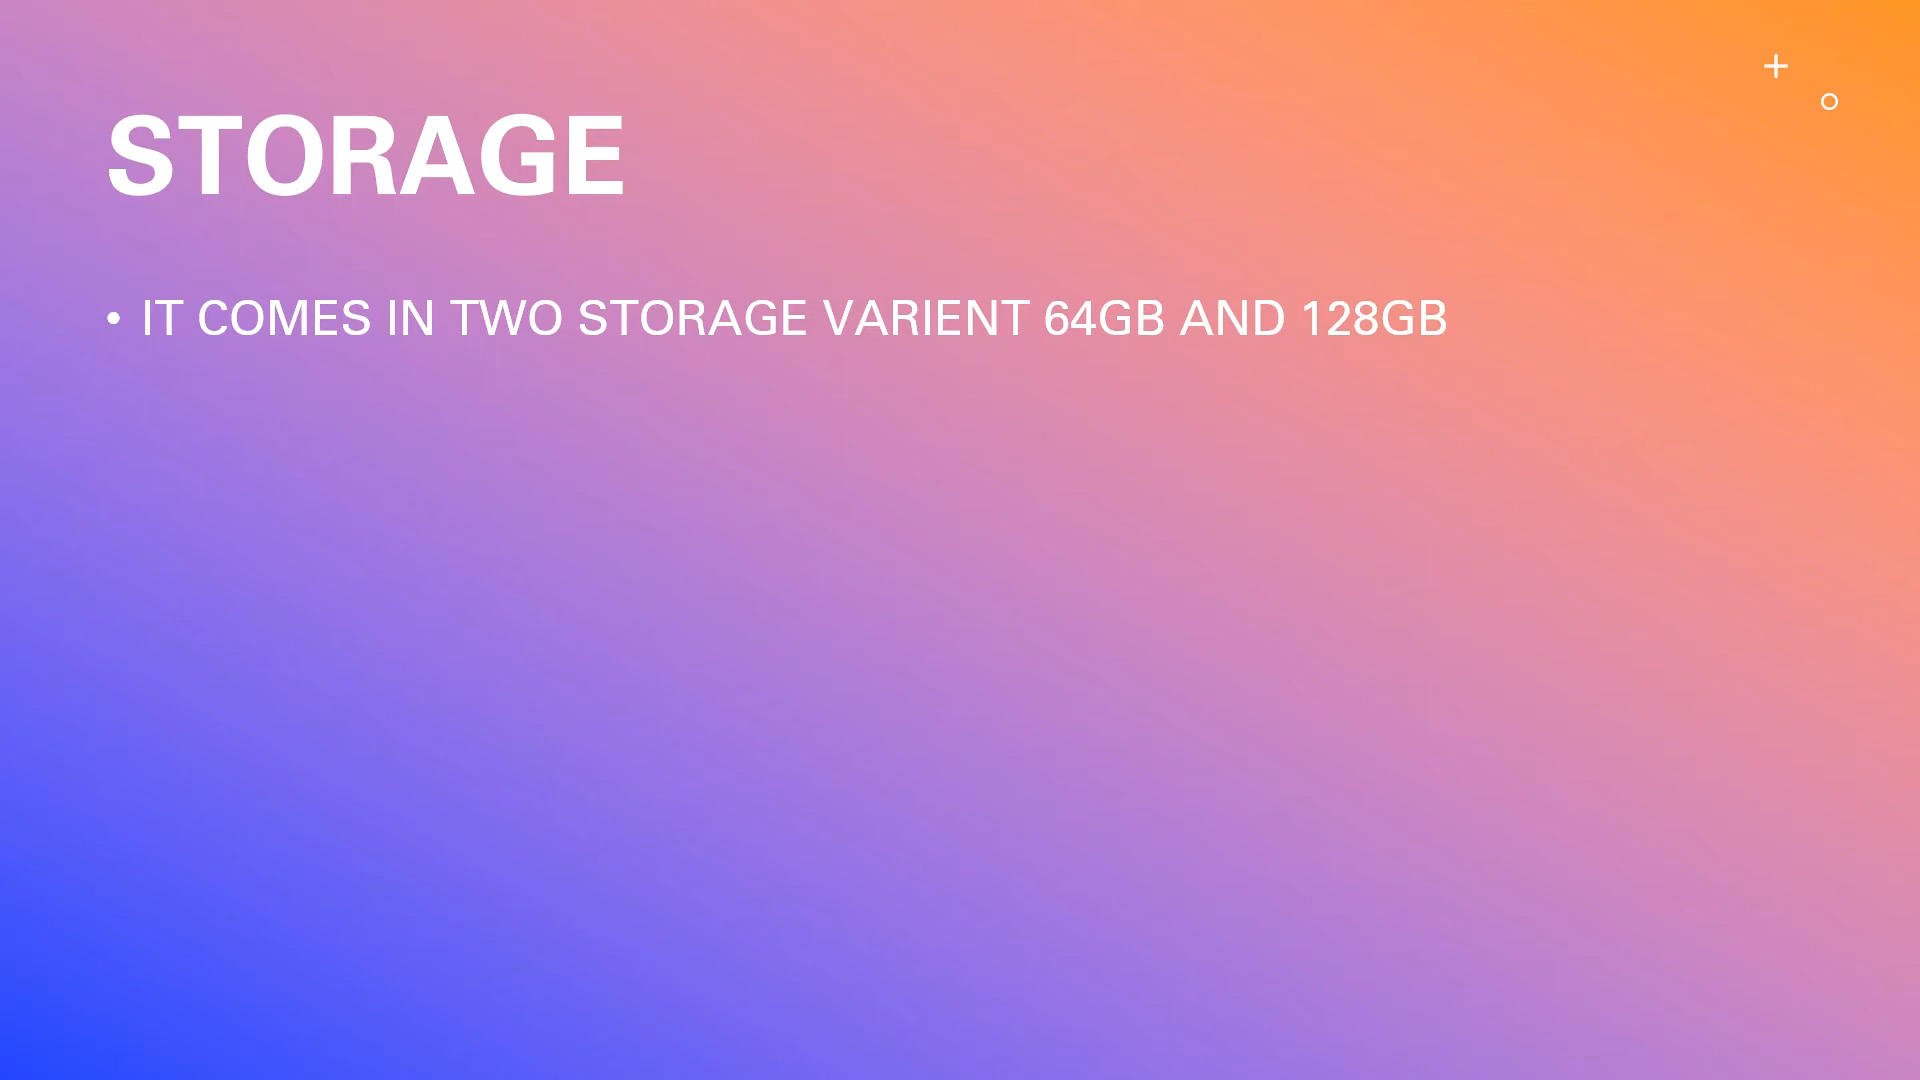 STORAGE
• IT COMES IN TWO STORAGE VARIENT 64GB AND 128GB